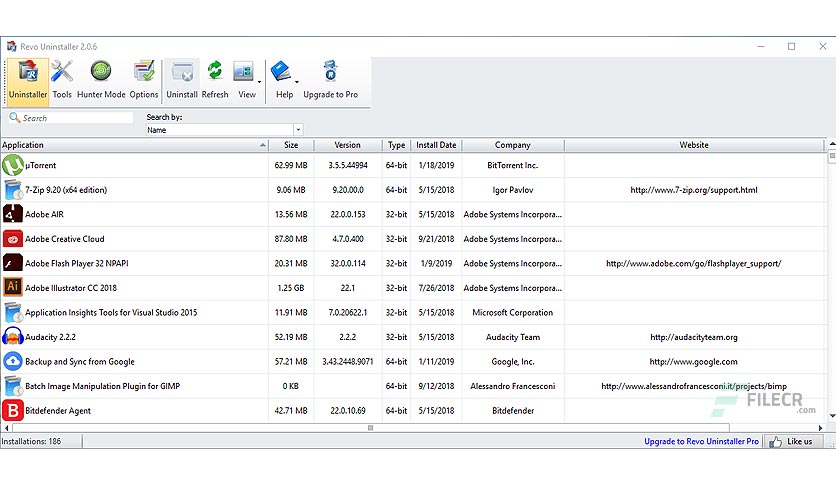 Revo Uninstaller 2.0.6
Uninstaller Tools Hunter Mode Options Uninstall Refresh View Help Upgrade to Pro
Search Search by:
Name
Application Size Version Type Install Date Company Website
µTorrent 62.99 MB 3.5.5.44994 64-bit 1/18/2019 BitTorrent Inc.
7-Zip 9.20 (x64 edition) 9.06 MB 9.20.00.0 64-bit 5/15/2018 Igor Pavlov http://www.7-zip.org/support.html
Adobe AIR 13.56 MB 22.0.0.153 32-bit 5/15/2018 Adobe Systems Incorpora...
Adobe Creative Cloud 87.80 MB 4.7.0.400 32-bit 9/21/2018 Adobe Systems Incorpora...
Adobe Flash Player 32 NPAPI 20.31 MB 32.0.0.114 32-bit 1/9/2019 Adobe Systems Incorpora... http://www.adobe.com/go/flashplayer_support/
Ai Adobe Illustrator CC 2018 1.25 GB 22.1 32-bit 7/26/2018 Adobe Systems Incorpora...
Application Insights Tools for Visual Studio 2015 11.91 MB 7.0.20622.1 32-bit 5/15/2018 Microsoft Corporation
Audacity 2.2.2 52.19 MB 2.2.2 32-bit 5/15/2018 Audacity Team http://audacityteam.org
Backup and Sync from Google 57.21 MB 3.43.2448.9071 64-bit 1/11/2019 Google, Inc. http://www.google.com
Batch Image Manipulation Plugin for GIMP 0 KB 64-bit 9/12/2018 Alessandro Francesconi http://www.alessandrofrancesconi.it/projects/bimp
B Bitdefender Agent 42.71 MB 22.0.10.69 64-bit 5/15/2018 Bitdefender
FILECR
.com
Installations: 186 Upgrade to Revo Uninstaller Pro Like us